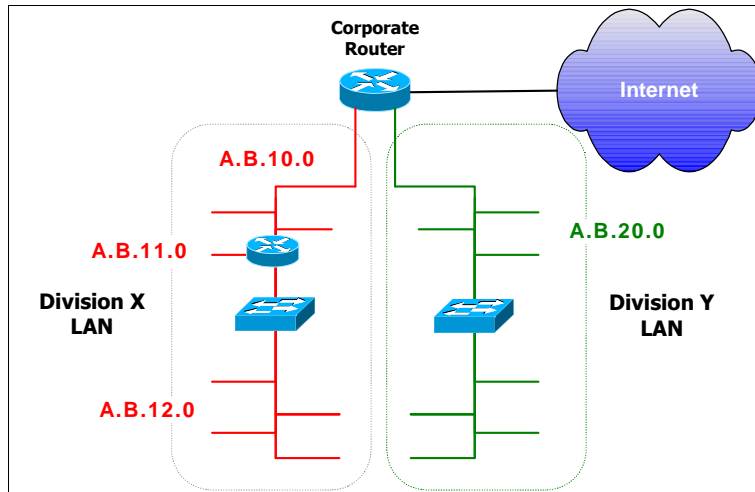 Corporate
Router
Internet
A.B.10.0
A.B.11.0
A.B.20.0
Division X
LAN
Division Y
LAN
A.B.12.0